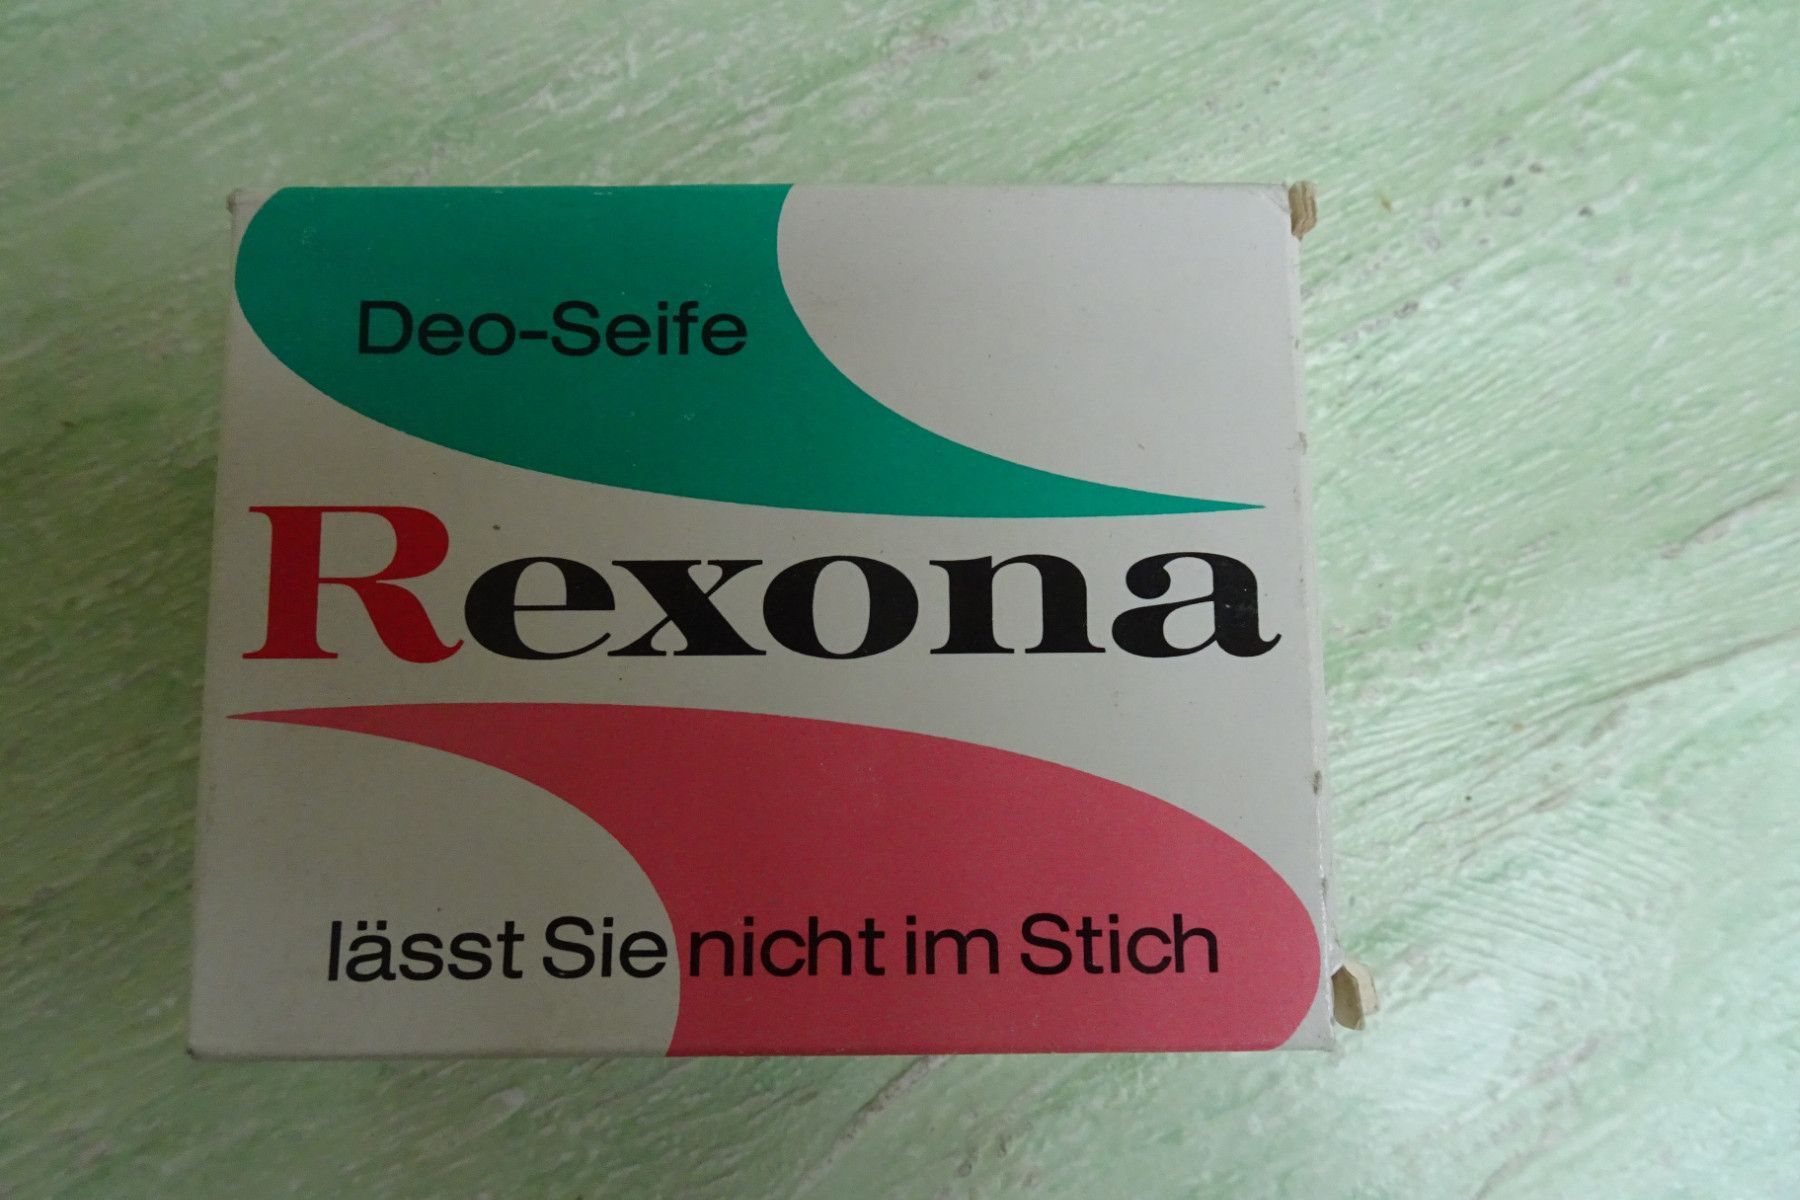 Deo-Seife
Rexona
lässt Sie nicht im Stich